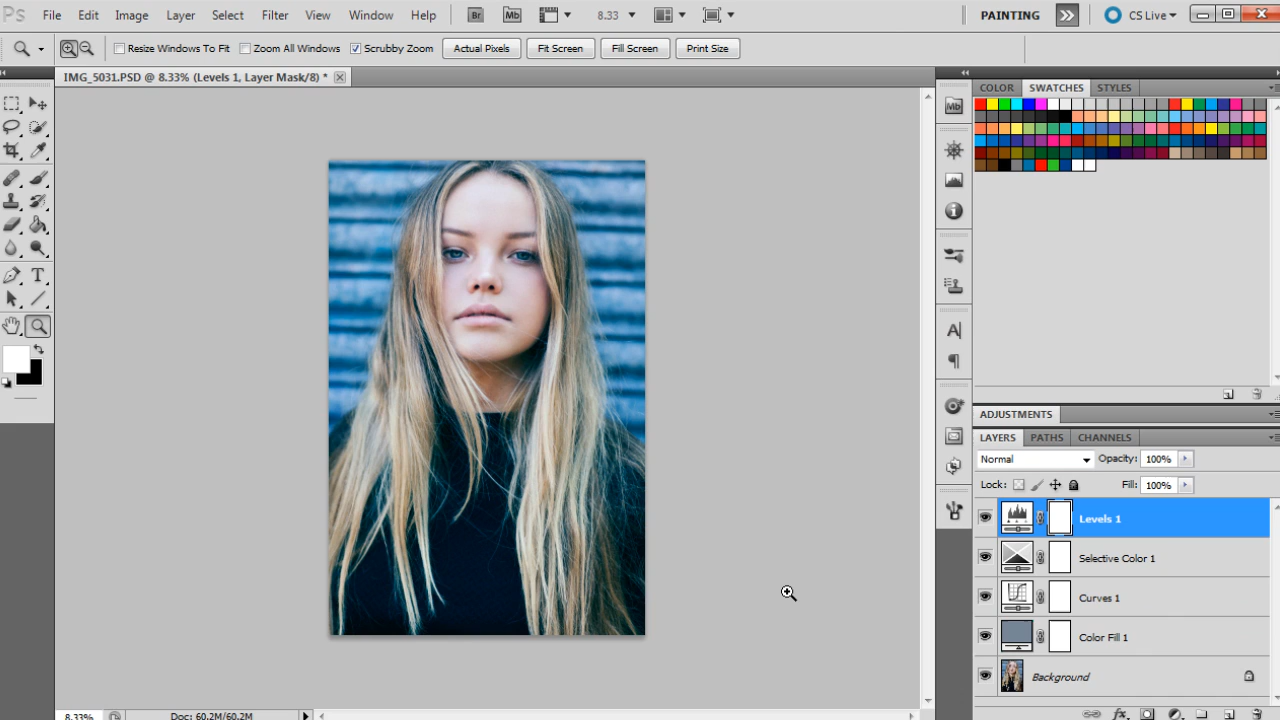 Ps File Edit Image Layer Select Filter View Window Help Br Mb 8.33 PAINTING CS Live
Resize Windows To Fit Zoom All Windows Scrubby Zoom Actual Pixels Fit Screen Fill Screen Print Size
IMG_5031.PSD @ 8.33% (Levels 1, Layer Mask/8) *
COLOR SWATCHES STYLES
Mb
T
A
ADJUSTMENTS
LAYERS PATHS CHANNELS
Normal Opacity: 100%
Lock: Fill: 100%
Levels 1
Selective Color 1
Curves 1
Color Fill 1
Background
8.33% Doc: 60.2M/60.2M
fx